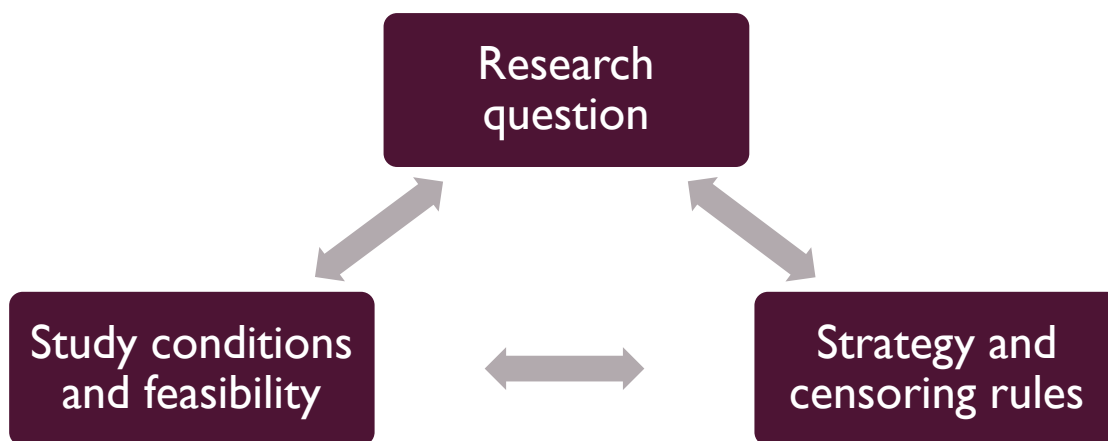 Research
question
Study conditions
and feasibility
Strategy and
censoring rules